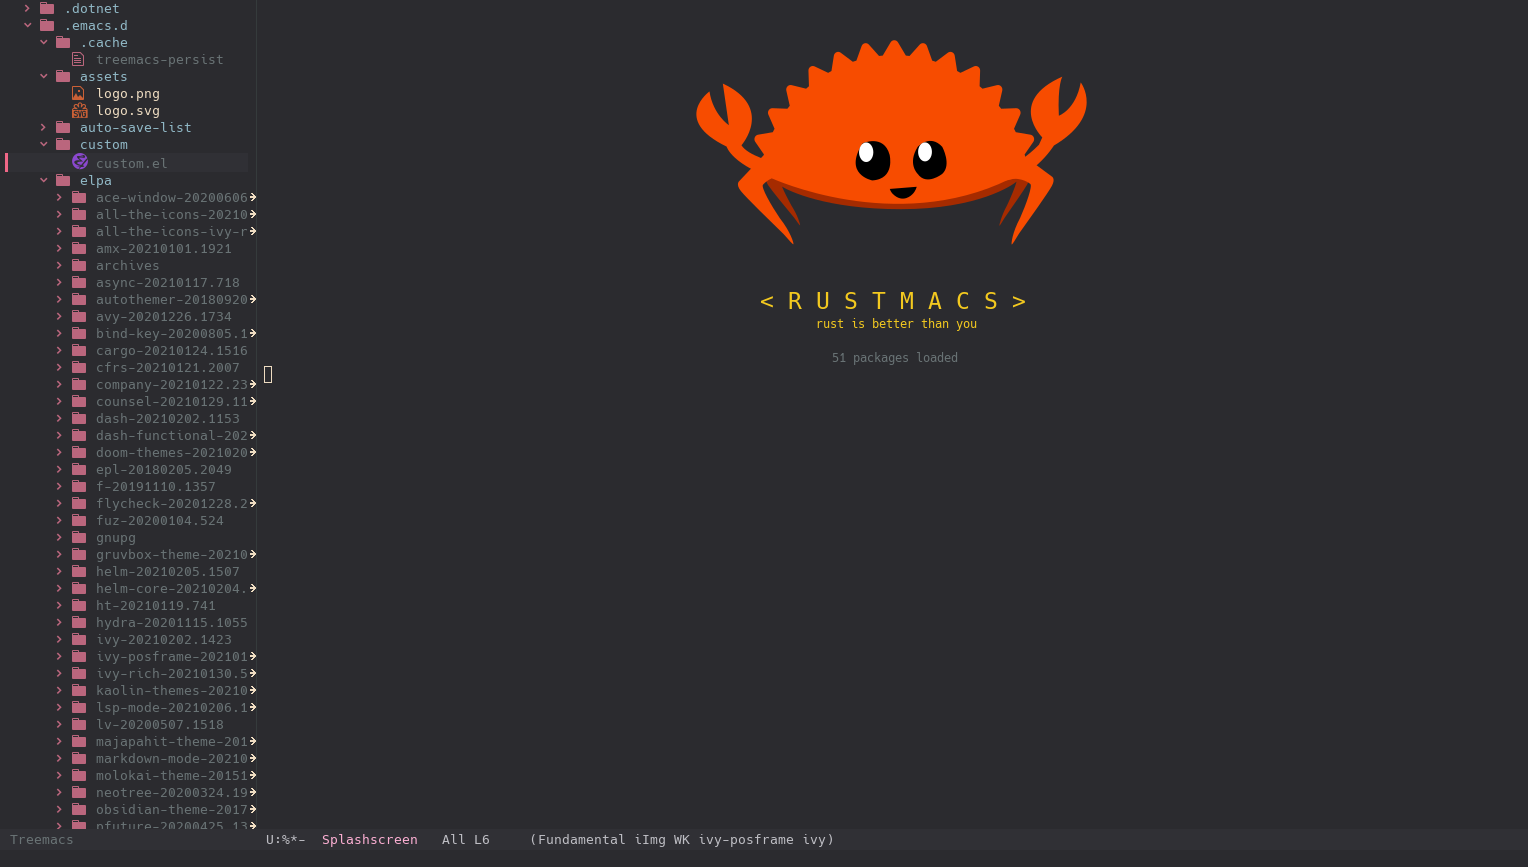 .dotnet
.emacs.d
.cache
treemacs-persist
assets
logo.png
logo.svg
auto-save-list
custom
custom.el
elpa
ace-window-20200606
all-the-icons-20210
all-the-icons-ivy-r
amx-20210101.1921
archives
async-20210117.718
autothemer-20180920
avy-20201226.1734
bind-key-20200805.1
cargo-20210124.1516
cfrs-20210121.2007
company-20210122.23
counsel-20210129.11
dash-20210202.1153
dash-functional-202
doom-themes-2021020
epl-20180205.2049
f-20191110.1357
flycheck-20201228.2
fuz-20200104.524
gnupg
gruvbox-theme-20210
helm-20210205.1507
helm-core-20210204.
ht-20210119.741
hydra-20201115.1055
ivy-20210202.1423
ivy-posframe-202101
ivy-rich-20210130.5
kaolin-themes-20210
lsp-mode-20210206.1
lv-20200507.1518
majapahit-theme-201
markdown-mode-20210
molokai-theme-20151
neotree-20200324.19
obsidian-theme-2017
pfuture-20200425.13
Treemacs
< R U S T M A C S >
rust is better than you
51 packages loaded
U:%*-  Splashscreen   All L6     (Fundamental iImg WK ivy-posframe ivy)